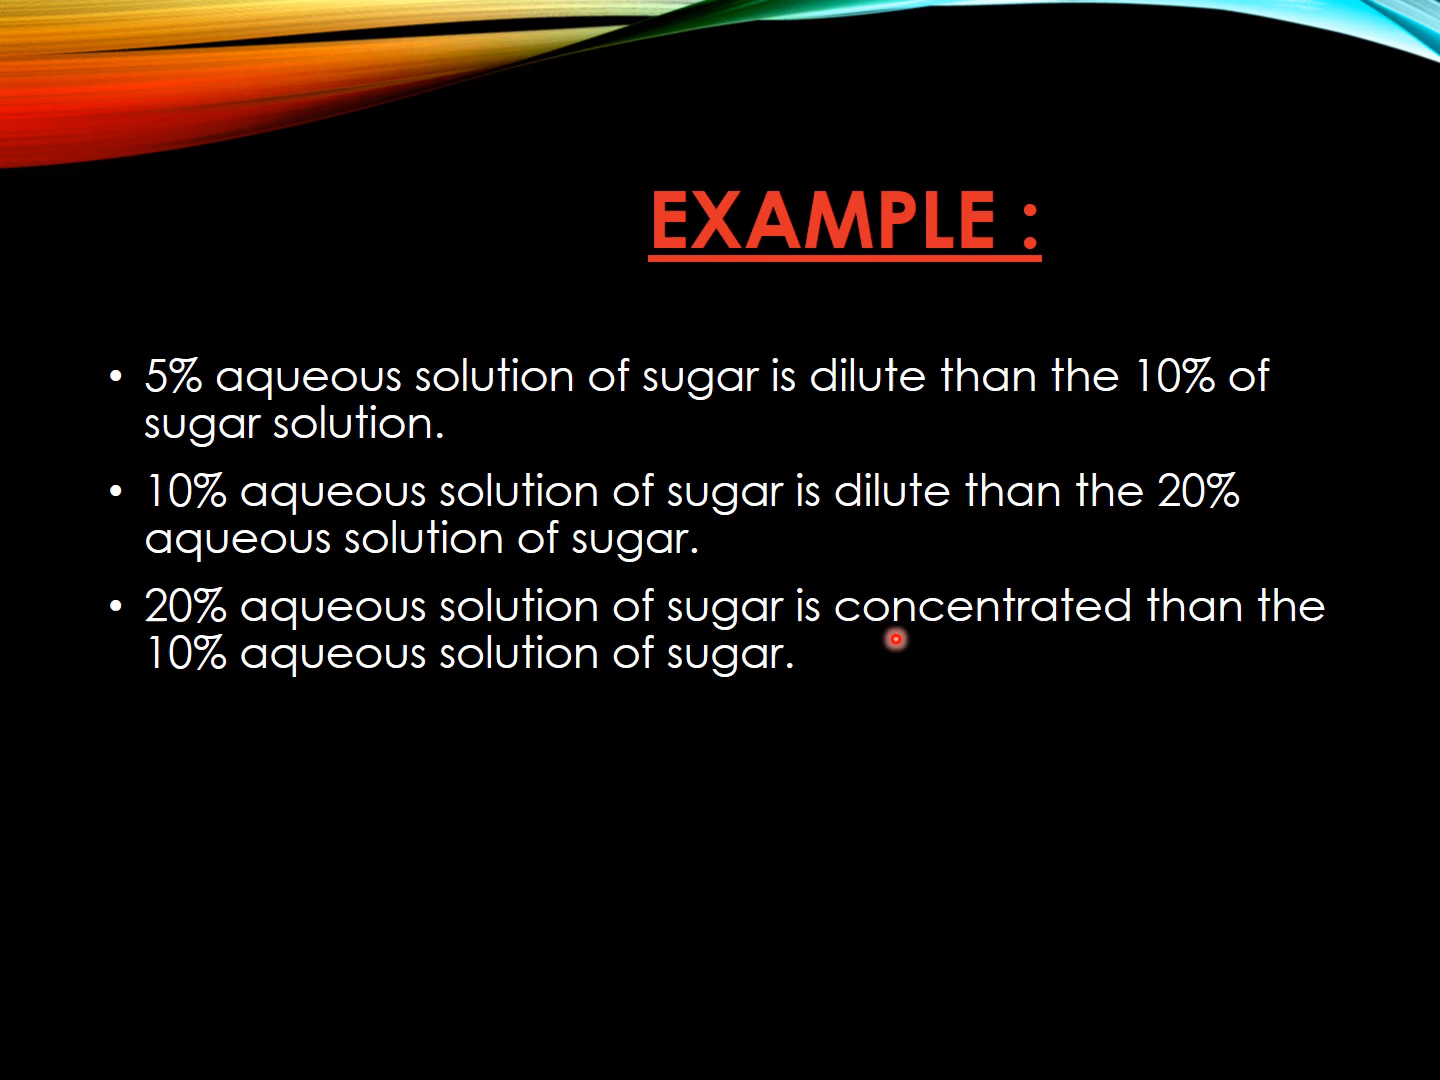 EXAMPLE :
• 5% aqueous solution of sugar is dilute than the 10% of
sugar solution.
• 10% aqueous solution of sugar is dilute than the 20%
aqueous solution of sugar.
• 20% aqueous solution of sugar is concentrated than the
10% aqueous solution of sugar.